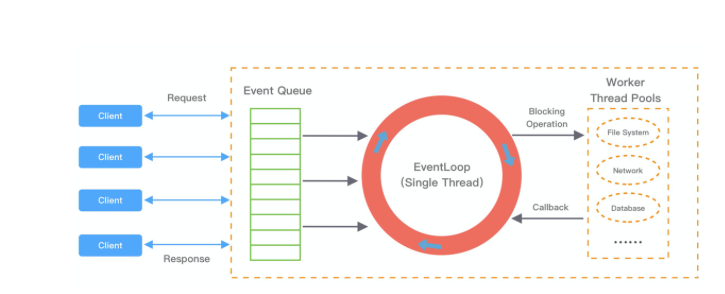 Worker
Thread Pools
Event Queue
Request
Client
Client
Client
Client
Response
EventLoop
(Single Thread)
Blocking
Operation
Callback
File System
Network
Database
......